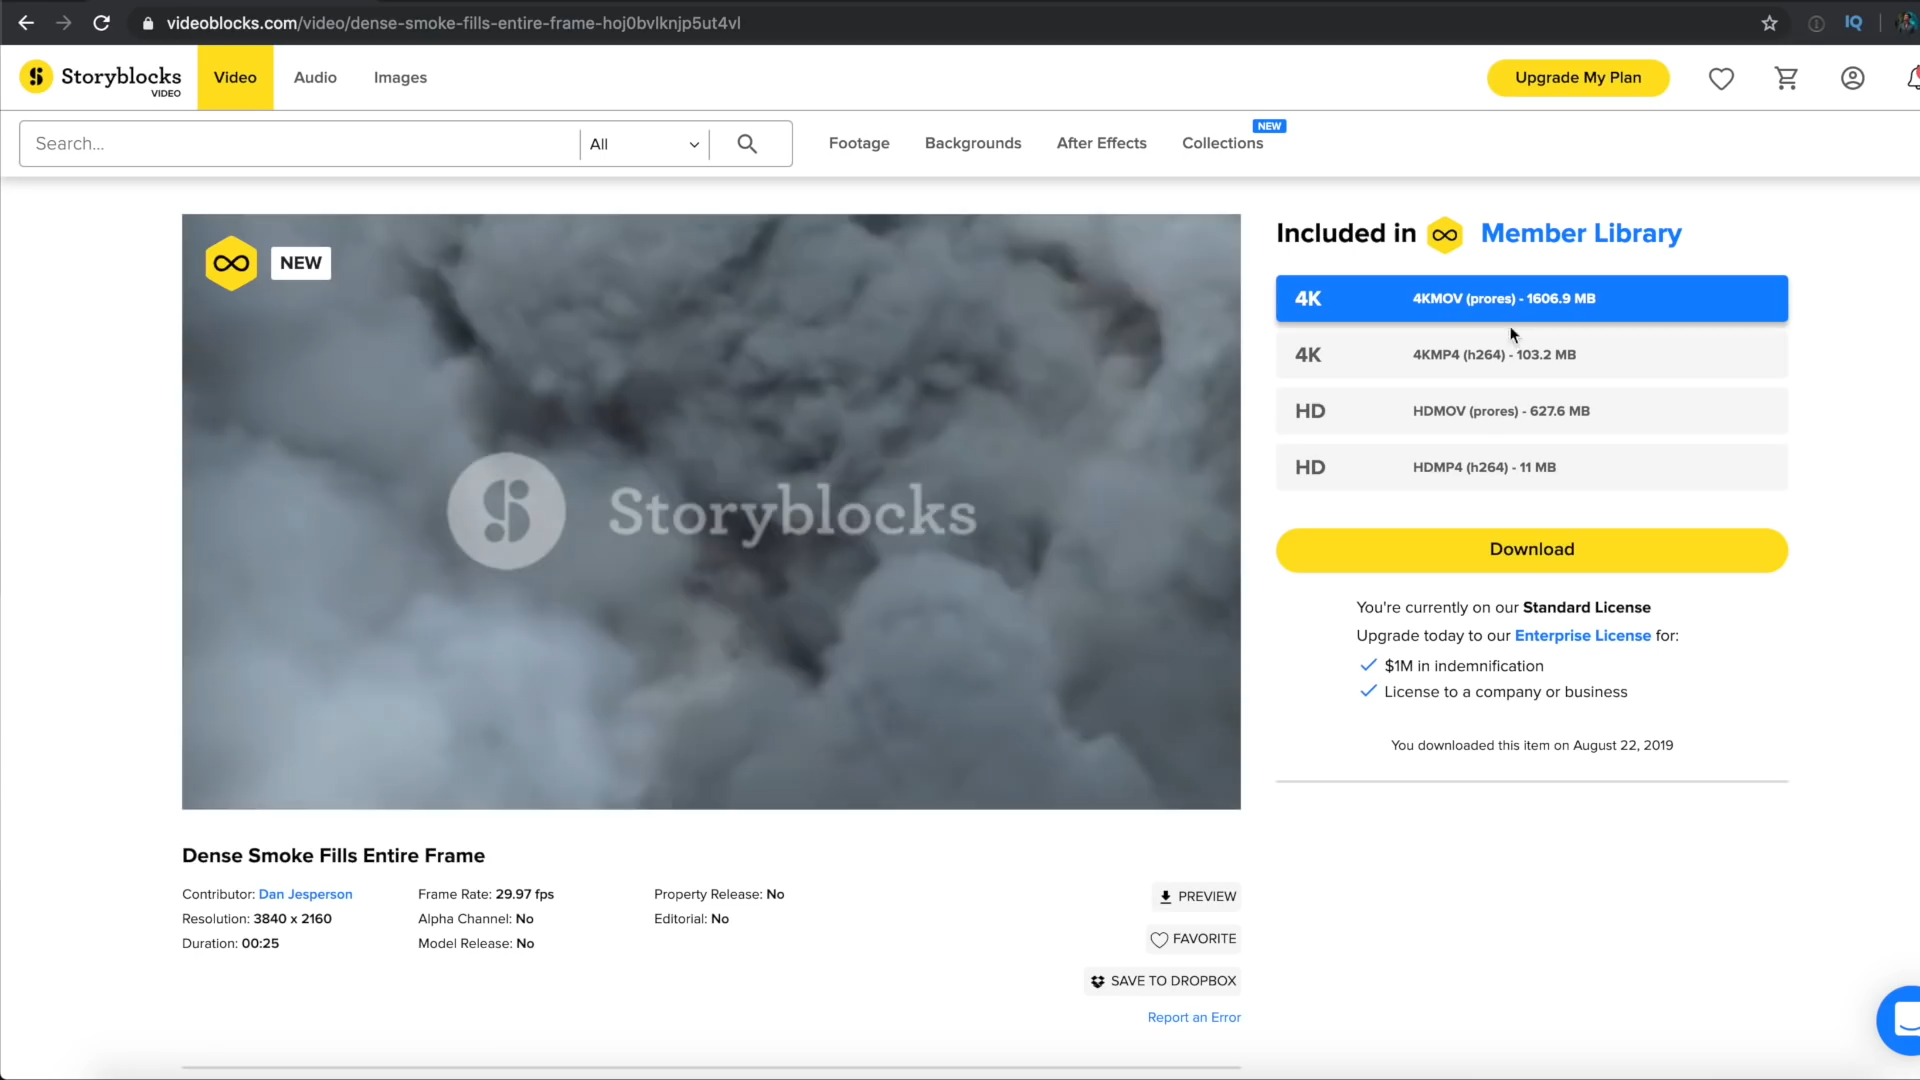 videoblocks.com/video/dense-smoke-fills-entire-frame-hoj0bvlknjp5ut4vl
IQ
Storyblocks
VIDEO
Video
Audio
Images
Upgrade My Plan
Search...
All
Footage
Backgrounds
After Effects
Collections
NEW
NEW
Storyblocks
Included in Member Library
4K 4KMOV (prores) - 1606.9 MB
4K 4KMP4 (h264) - 103.2 MB
HD HDMOV (prores) - 627.6 MB
HD HDMP4 (h264) - 11 MB
Download
You're currently on our Standard License
Upgrade today to our Enterprise License for:
$1M in indemnification
License to a company or business
You downloaded this item on August 22, 2019
Dense Smoke Fills Entire Frame
Contributor: Dan Jesperson
Resolution: 3840 x 2160
Duration: 00:25
Frame Rate: 29.97 fps
Alpha Channel: No
Model Release: No
Property Release: No
Editorial: No
PREVIEW
FAVORITE
SAVE TO DROPBOX
Report an Error